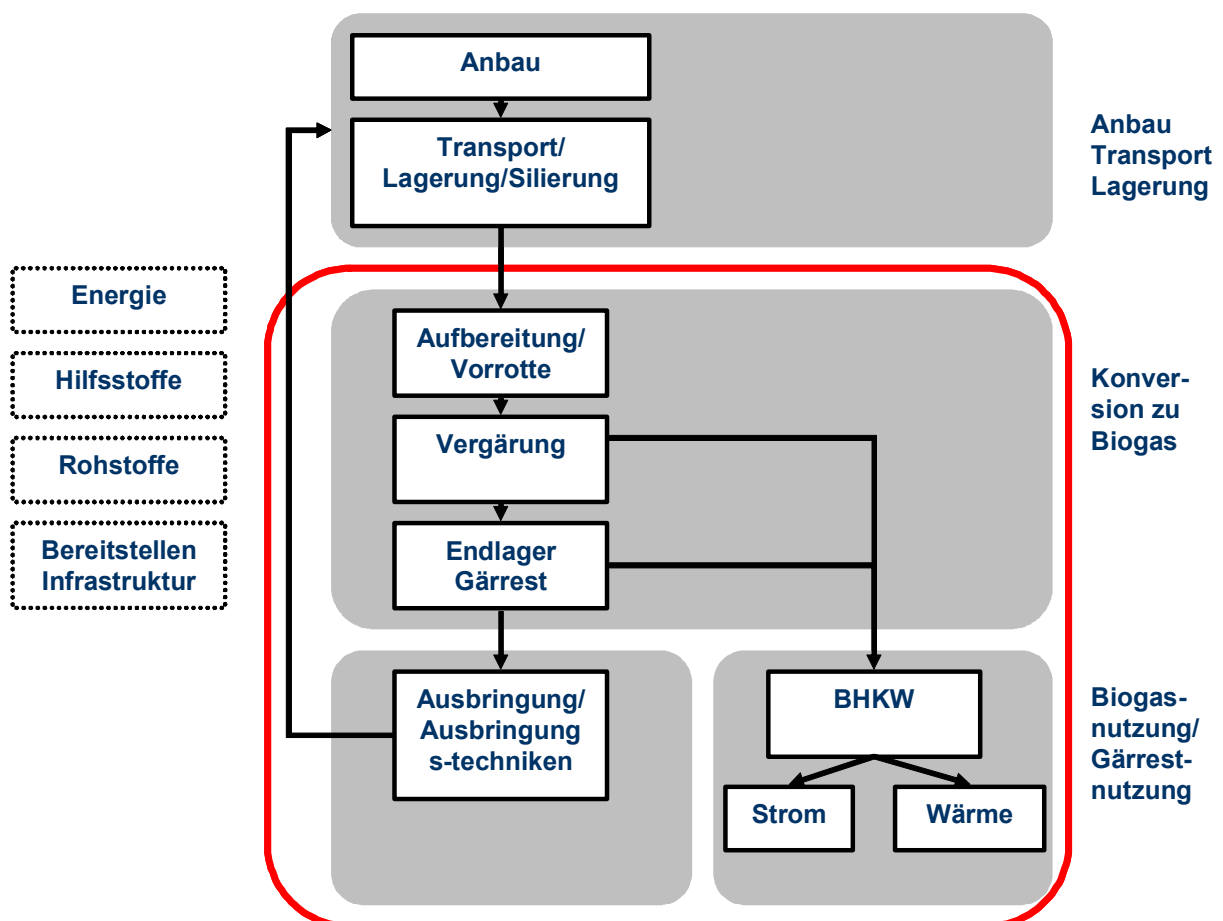 Anbau
Transport/
Lagerung/Silierung
Anbau
Transport
Lagerung
Energie
Hilfsstoffe
Rohstoffe
Bereitstellen
Infrastruktur
Aufbereitung/
Vorrotte
Vergärung
Endlager
Gärrest
Konver-
sion zu
Biogas
Ausbringung/
Ausbringung
s-techniken
BHKW
Strom
Wärme
Biogas-
nutzung/
Gärrest-
nutzung